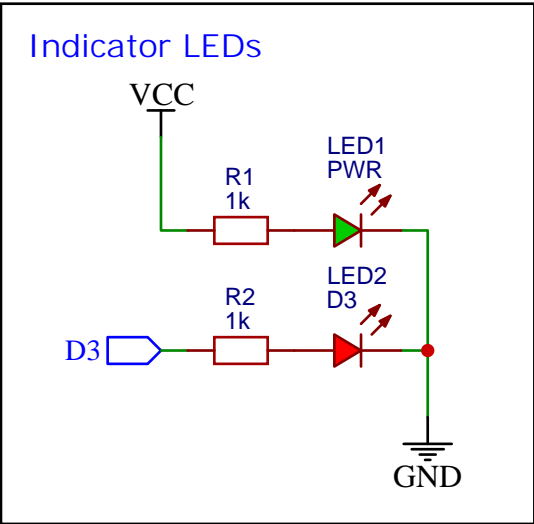 Indicator LEDs
VCC
LED1
PWR
R1
1k
LED2
D3
R2
1k
D3
GND